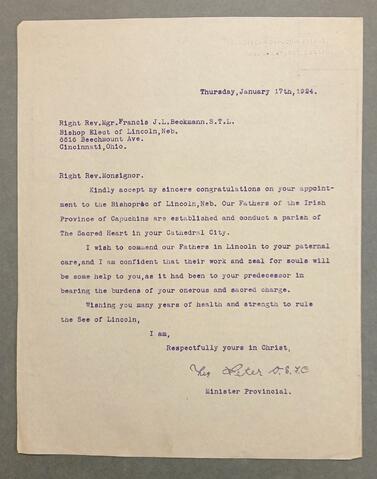 Thursday,January 17th,1924.
Right Rev.Mgr.Francis J.L.Beckmann.S.T.L.
Bishop Elect of Lincoln,Neb.
6616 Beechmount Ave.
Cincinnati,Ohio.
Right Rev.Monsignor.
Kindly accept my sincere congratulations on your appoint-
ment to the Bishopric of Lincoln,Neb. Our Fathers of the Irish
Province of Capuchins are established and conduct a parish of
The Sacred Heart in your Cathedral City.
I wish to commend our Fathers in Lincoln to your paternal
care,and I am confident that their work and zeal for souls will
be some help to you,as it had been to your predecessor in
bearing the burdens of your onerous and sacred charge.
Wishing you many years of health and strength to rule
the See of Lincoln,
I am,
Respectfully yours in Christ,
Peter
Minister Provincial.